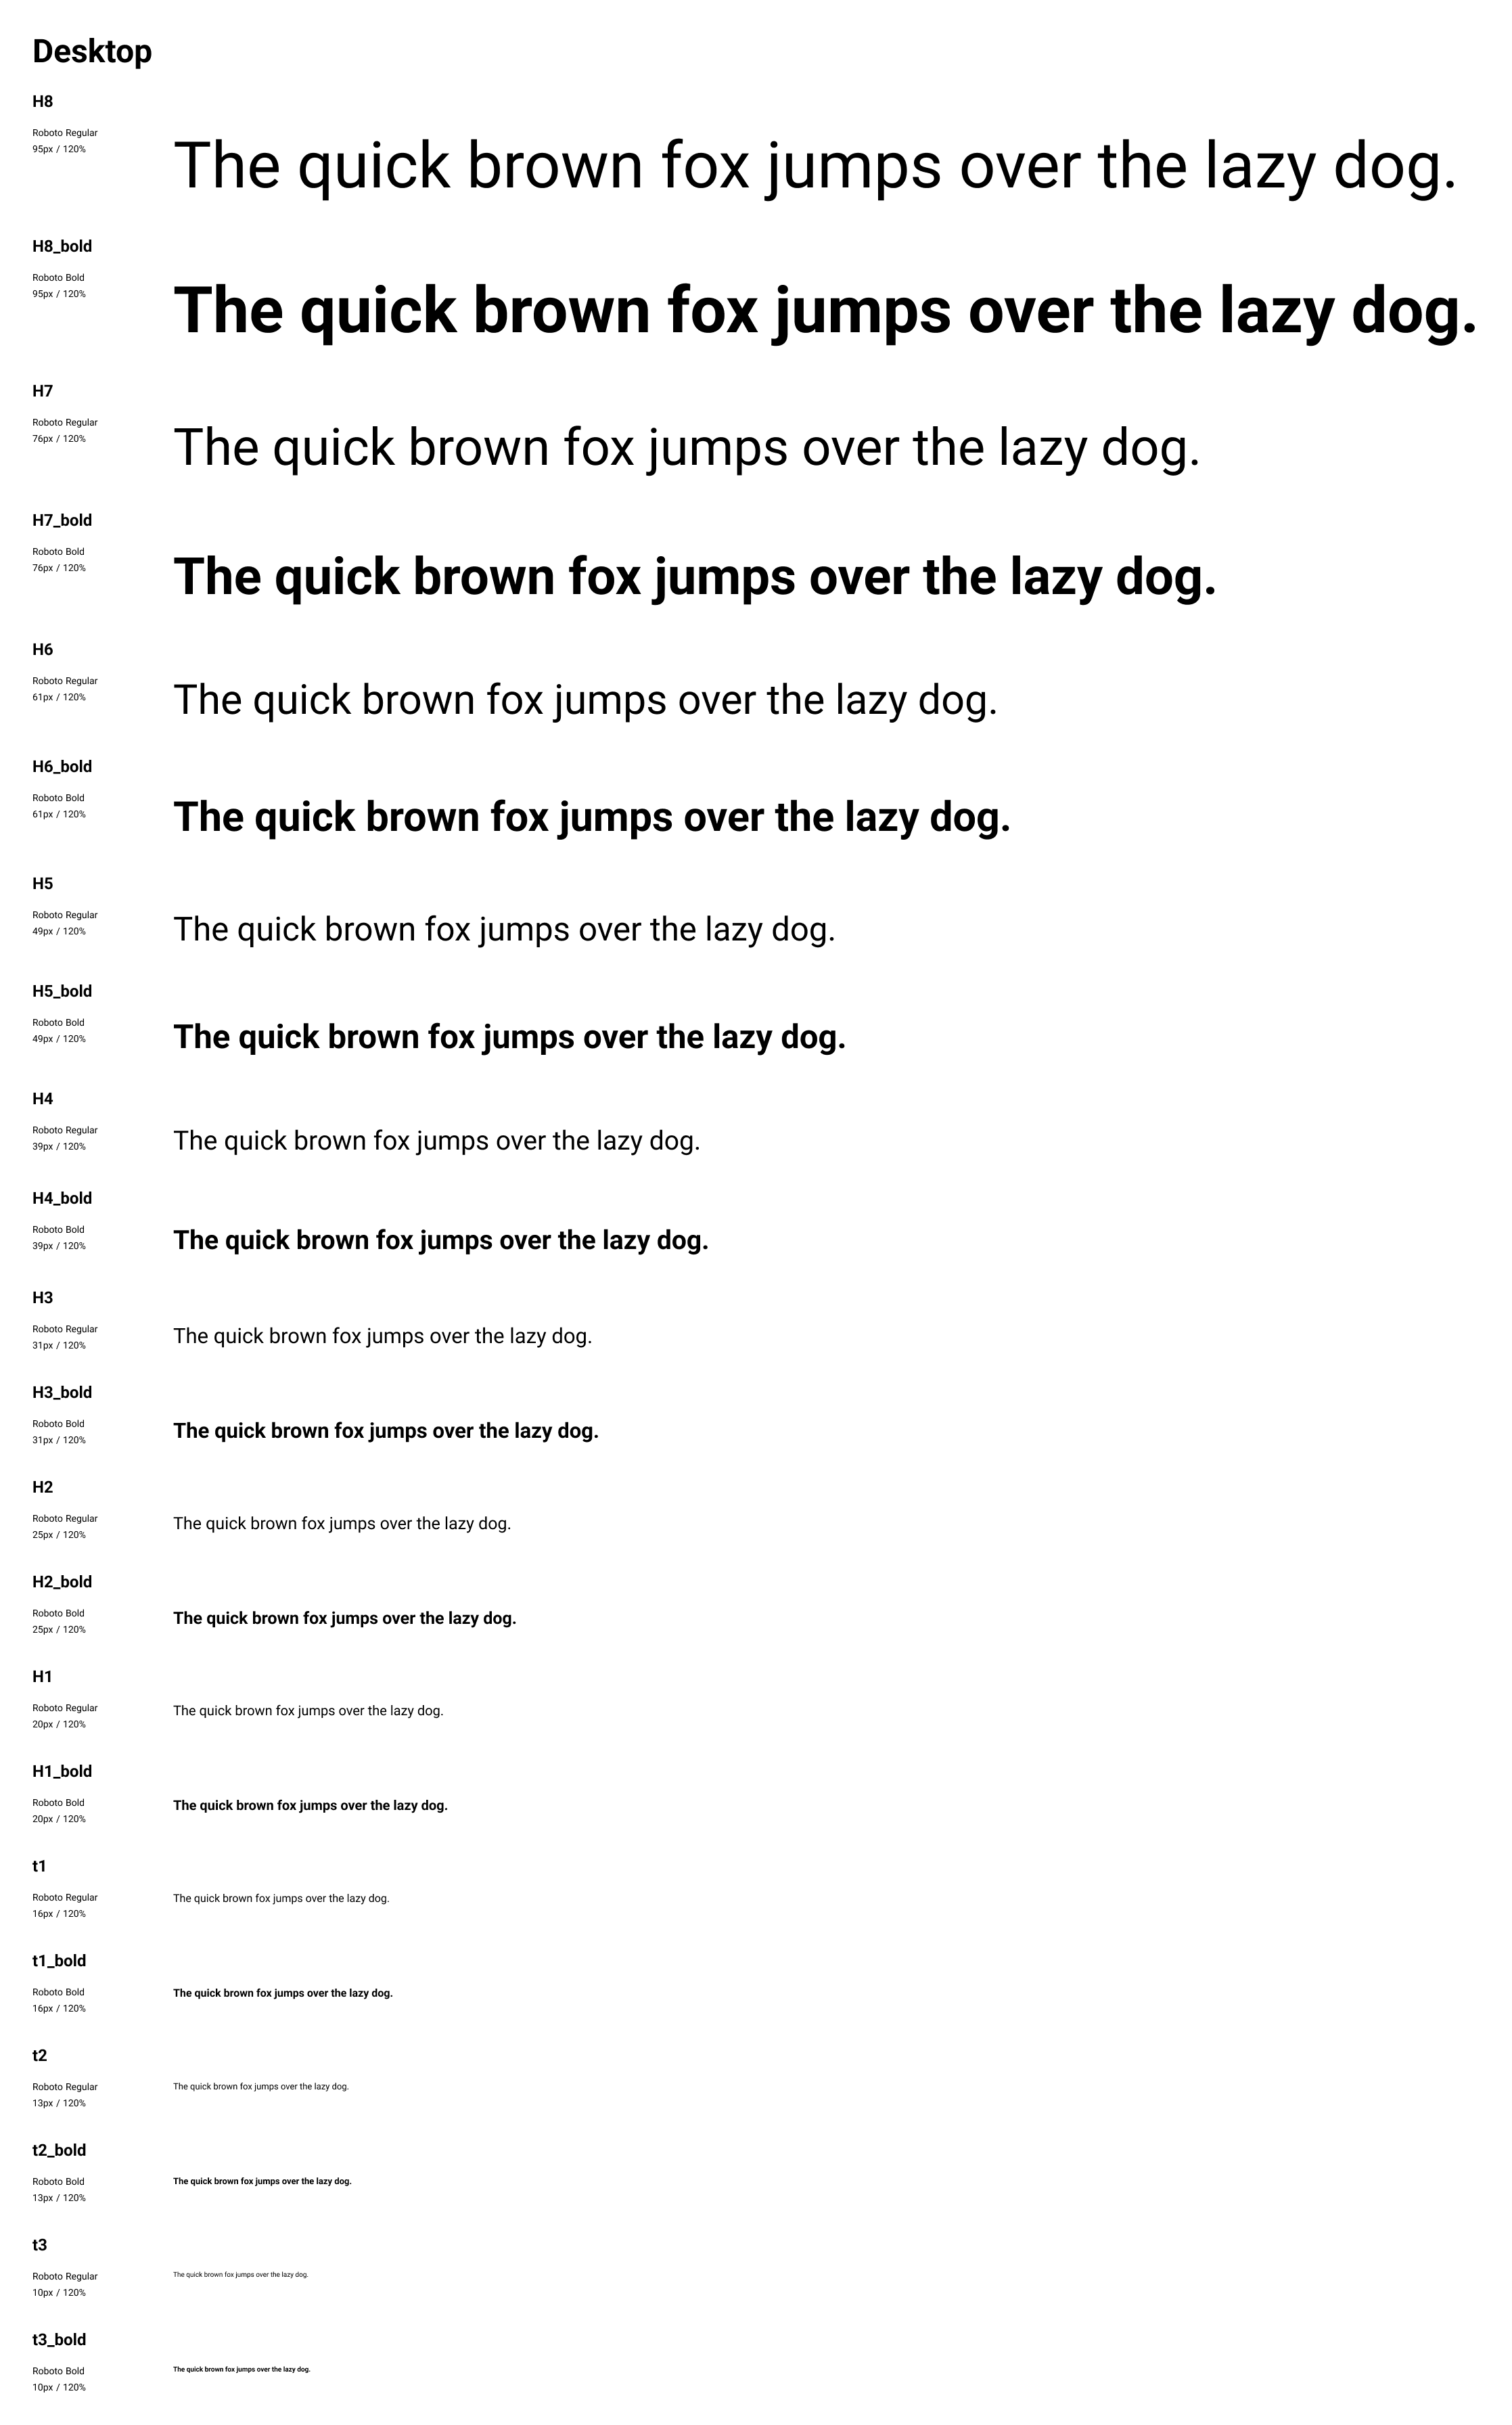 Desktop
H8
Roboto Regular
95px / 120%
The quick brown fox jumps over the lazy dog.
H8_bold
Roboto Bold
95px / 120%
The quick brown fox jumps over the lazy dog.
H7
Roboto Regular
76px / 120%
The quick brown fox jumps over the lazy dog.
H7_bold
Roboto Bold
76px / 120%
The quick brown fox jumps over the lazy dog.
H6
Roboto Regular
61px / 120%
The quick brown fox jumps over the lazy dog.
H6_bold
Roboto Bold
61px / 120%
The quick brown fox jumps over the lazy dog.
H5
Roboto Regular
49px / 120%
The quick brown fox jumps over the lazy dog.
H5_bold
Roboto Bold
49px / 120%
The quick brown fox jumps over the lazy dog.
H4
Roboto Regular
39px / 120%
The quick brown fox jumps over the lazy dog.
H4_bold
Roboto Bold
39px / 120%
The quick brown fox jumps over the lazy dog.
H3
Roboto Regular
31px / 120%
The quick brown fox jumps over the lazy dog.
H3_bold
Roboto Bold
31px / 120%
The quick brown fox jumps over the lazy dog.
H2
Roboto Regular
25px / 120%
The quick brown fox jumps over the lazy dog.
H2_bold
Roboto Bold
25px / 120%
The quick brown fox jumps over the lazy dog.
H1
Roboto Regular
20px / 120%
The quick brown fox jumps over the lazy dog.
H1_bold
Roboto Bold
20px / 120%
The quick brown fox jumps over the lazy dog.
t1
Roboto Regular
16px / 120%
The quick brown fox jumps over the lazy dog.
t1_bold
Roboto Bold
16px / 120%
The quick brown fox jumps over the lazy dog.
t2
Roboto Regular
13px / 120%
The quick brown fox jumps over the lazy dog.
t2_bold
Roboto Bold
13px / 120%
The quick brown fox jumps over the lazy dog.
t3
Roboto Regular
10px / 120%
The quick brown fox jumps over the lazy dog.
t3_bold
Roboto Bold
10px / 120%
The quick brown fox jumps over the lazy dog.